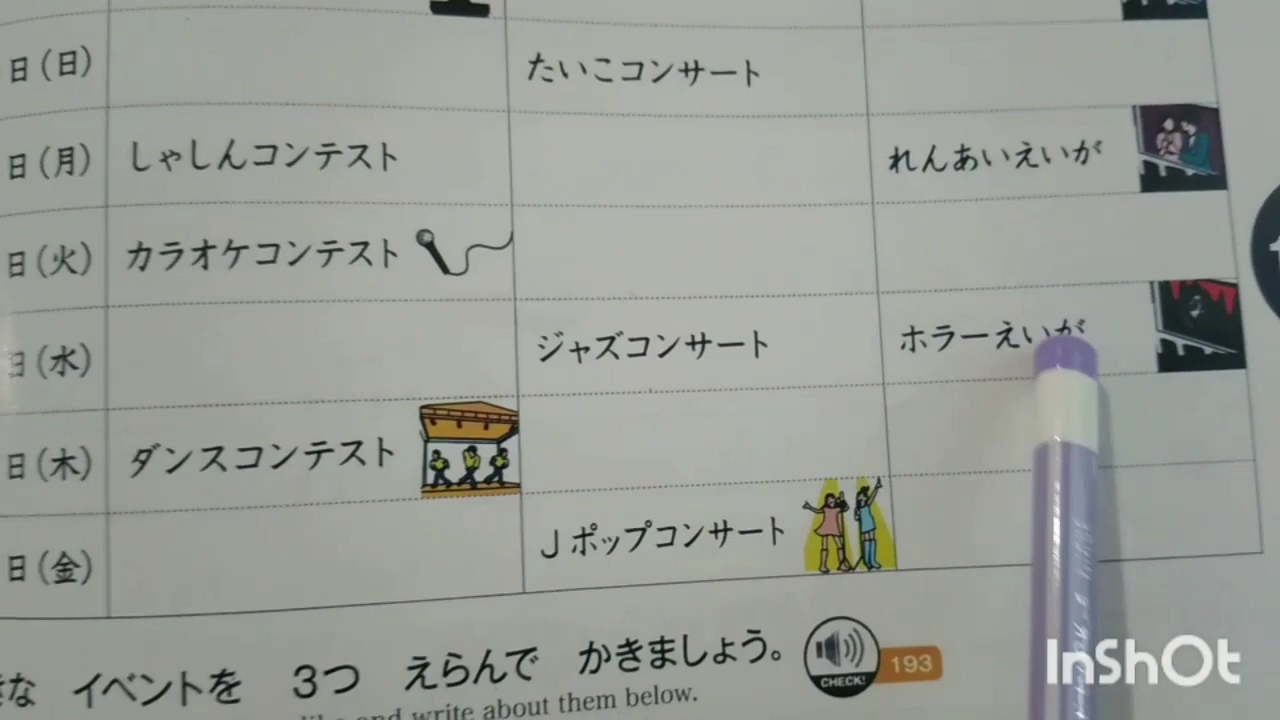 日(日) たいこコンサート
日(月) しゃしんコンテスト れんあいえいが
日(火) カラオケコンテスト
日(水) ジャズコンサート ホラーえいが
日(木) ダンスコンテスト
日(金) Jポップコンサート
イベントを 3つ えらんで かきましょう。
CHECK! 193
and write about them below.
InShOt